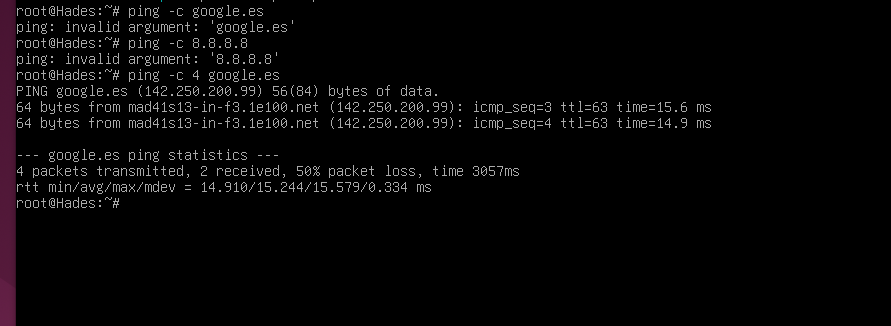 root@Hades:~# ping -c google.es
ping: invalid argument: 'google.es'
root@Hades:~# ping -c 8.8.8.8
ping: invalid argument: '8.8.8.8'
root@Hades:~# ping -c 4 google.es
PING google.es (142.250.200.99) 56(84) bytes of data.
64 bytes from mad41s13-in-f3.1e100.net (142.250.200.99): icmp_seq=3 ttl=63 time=15.6 ms
64 bytes from mad41s13-in-f3.1e100.net (142.250.200.99): icmp_seq=4 ttl=63 time=14.9 ms
--- google.es ping statistics ---
4 packets transmitted, 2 received, 50% packet loss, time 3057ms
rtt min/avg/max/mdev = 14.910/15.244/15.579/0.334 ms
root@Hades:~#